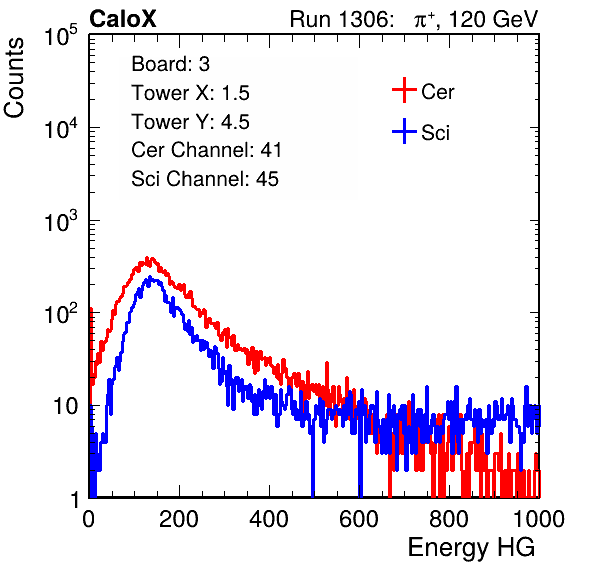 CaloX Run 1306: π⁺, 120 GeV
Counts
10⁵
10⁴
10³
10²
10
1
Board: 3
Tower X: 1.5
Tower Y: 4.5
Cer Channel: 41
Sci Channel: 45
Cer
Sci
0 200 400 600 800 1000
Energy HG